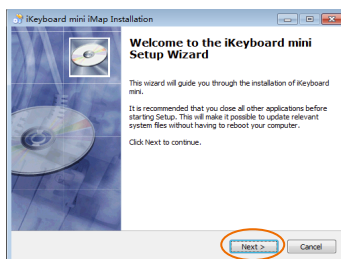 iKeyboard mini iMap Installation
Welcome to the iKeyboard mini
Setup Wizard
This wizard will guide you through the installation of iKeyboard
mini.
It is recommended that you close all other applications before
starting Setup. This will make it possible to update relevant
system files without having to reboot your computer.
Click Next to continue.
Next >
Cancel